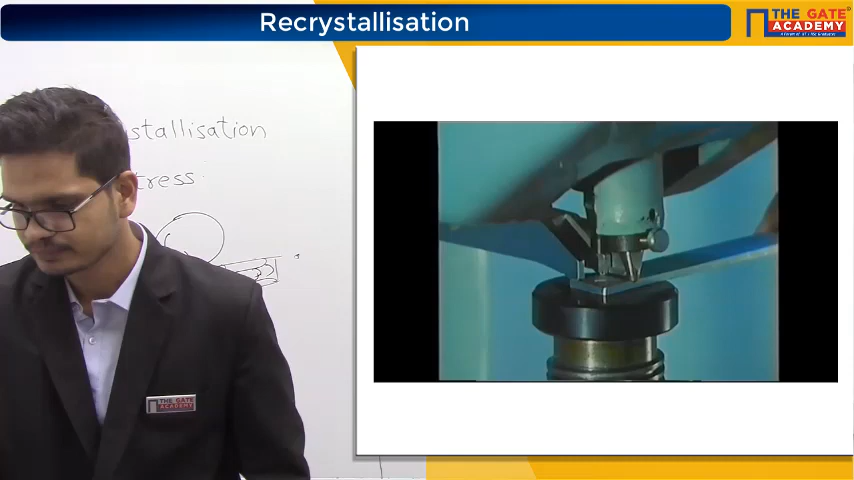 Recrystallisation
THE GATE
ACADEMY
stallisation
tress.
THE GATE
ACADEMY